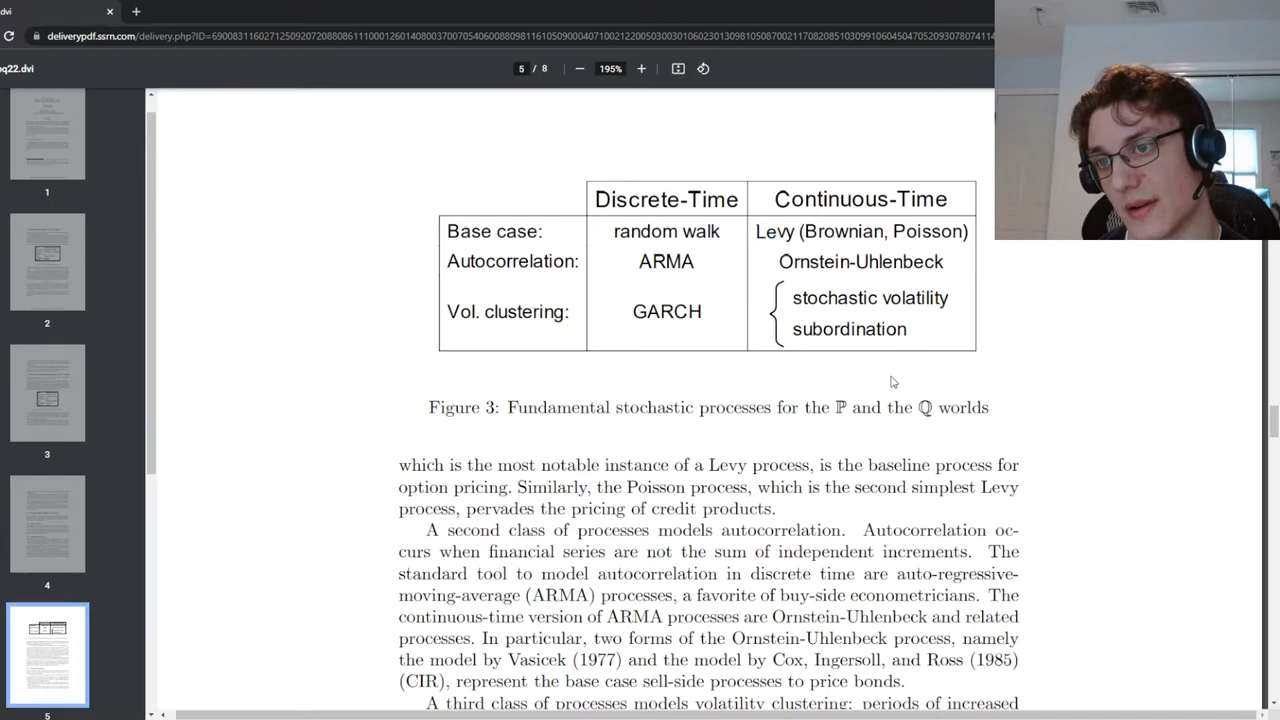 dvi
deliverypdf.ssrn.com/delivery.php?ID=
q22.dvi
5 / 8
195%
1
2
3
4
5
Discrete-Time Continuous-Time
Base case: random walk Levy (Brownian, Poisson)
Autocorrelation: ARMA Ornstein-Uhlenbeck
Vol. clustering: GARCH stochastic volatility
subordination
Figure 3: Fundamental stochastic processes for the ℙ and the ℚ worlds
which is the most notable instance of a Levy process, is the baseline process for
option pricing. Similarly, the Poisson process, which is the second simplest Levy
process, pervades the pricing of credit products.
A second class of processes models autocorrelation. Autocorrelation oc-
curs when financial series are not the sum of independent increments. The
standard tool to model autocorrelation in discrete time are auto-regressive-
moving-average (ARMA) processes, a favorite of buy-side econometricians. The
continuous-time version of ARMA processes are Ornstein-Uhlenbeck and related
processes. In particular, two forms of the Ornstein-Uhlenbeck process, namely
the model by Vasicek (1977) and the model by Cox, Ingersoll, and Ross (1985)
(CIR), represent the base case sell-side processes to price bonds.
A third class of processes models volatility clustering: periods of increased